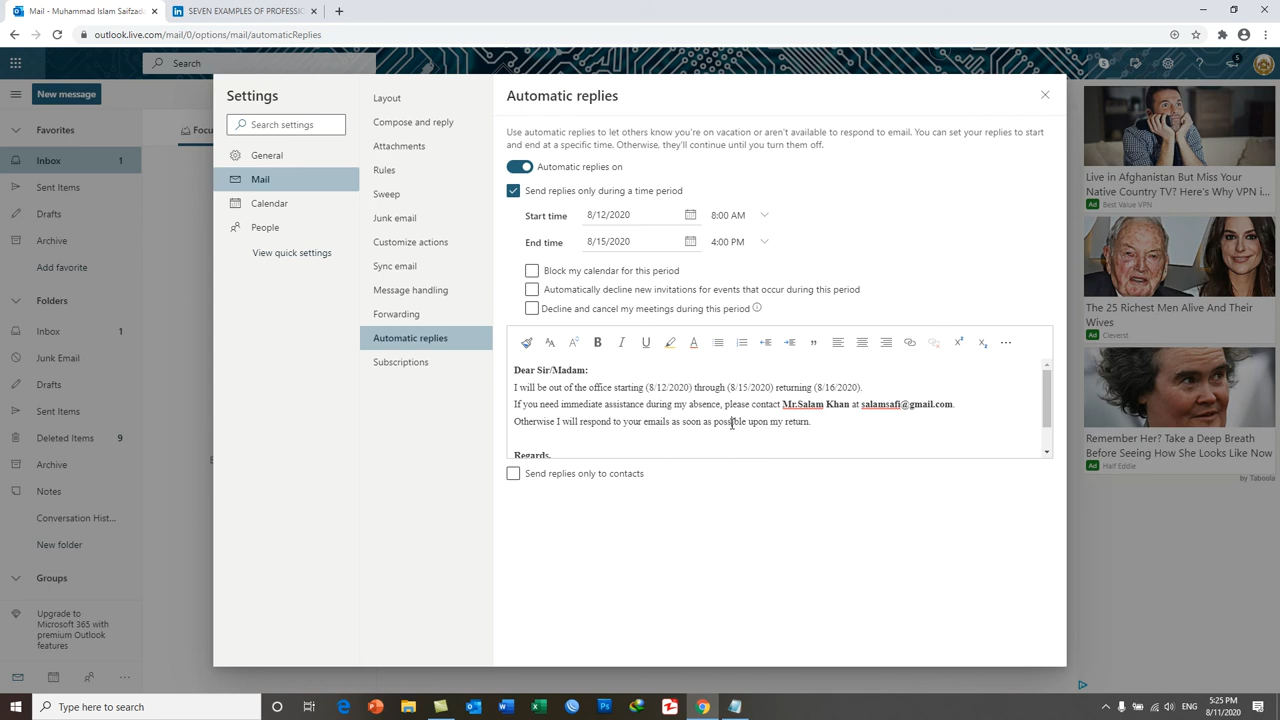 Mail - Muhammad Islam Saifzada
SEVEN EXAMPLES OF PROFESSI
outlook.live.com/mail/0/options/mail/automaticReplies
Search
New message
Favorites
Inbox 1
Sent Items
Drafts
Archive
Add favorite
Folders
Inbox 1
Junk Email
Drafts
Sent Items
Deleted Items 9
Archive
Notes
Conversation Hist...
New folder
Groups
Upgrade to
Microsoft 365 with
premium Outlook
features
Focu
Settings
Search settings
General
Mail
Calendar
People
View quick settings
Layout
Compose and reply
Attachments
Rules
Sweep
Junk email
Customize actions
Sync email
Message handling
Forwarding
Automatic replies
Subscriptions
Automatic replies
Use automatic replies to let others know you're on vacation or aren't available to respond to email. You can set your replies to start
and end at a specific time. Otherwise, they'll continue until you turn them off.
Automatic replies on
Send replies only during a time period
Start time 8/12/2020 8:00 AM
End time 8/15/2020 4:00 PM
Block my calendar for this period
Automatically decline new invitations for events that occur during this period
Decline and cancel my meetings during this period
Dear Sir/Madam:
I will be out of the office starting (8/12/2020) through (8/15/2020) returning (8/16/2020).
If you need immediate assistance during my absence, please contact Mr.Salam Khan at salamsafi@gmail.com.
Otherwise I will respond to your emails as soon as possible upon my return.
Regards,
Send replies only to contacts
5
Live in Afghanistan But Miss Your
Native Country TV? Here's Why VPN i...
Ad Best Value VPN
The 25 Richest Men Alive And Their
Wives
Ad Cleverst
Remember Her? Take a Deep Breath
Before Seeing How She Looks Like Now
Ad Half Eddie
by Taboola
Type here to search
ENG
5:25 PM
8/11/2020